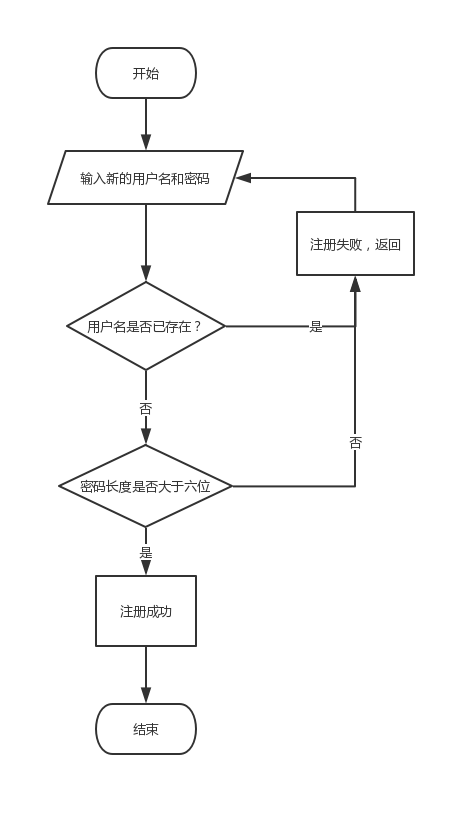 开始
输入新的用户名和密码
注册失败，返回
用户名是否已存在？
是
否
否
密码长度是否大于六位
是
注册成功
结束